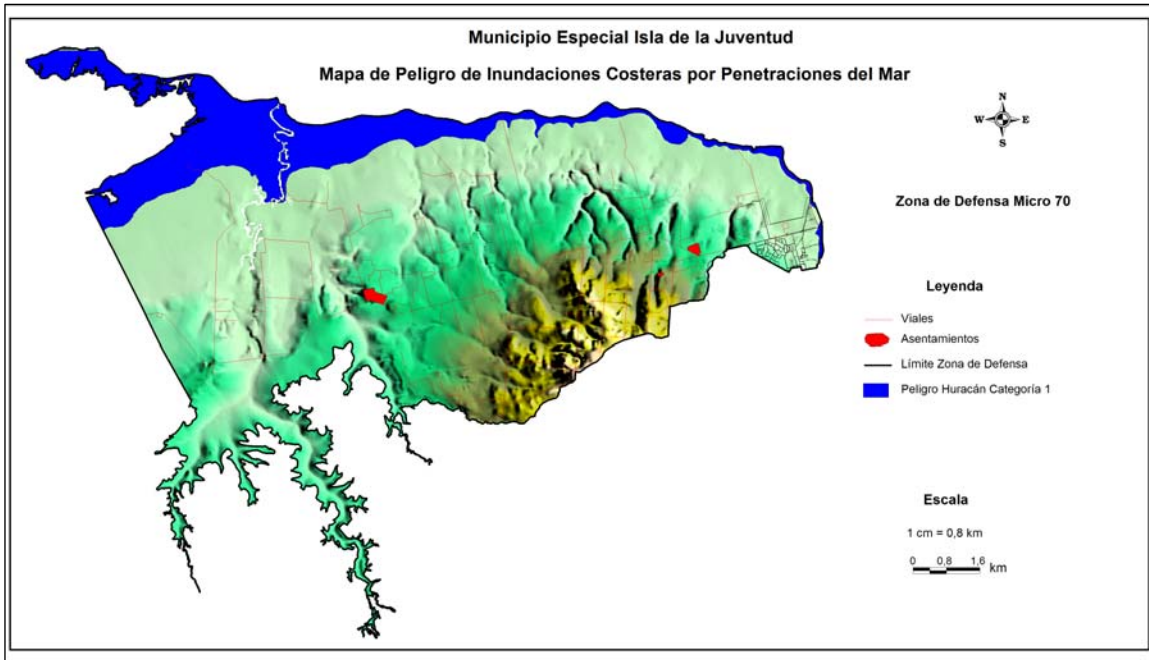 Municipio Especial Isla de la Juventud
Mapa de Peligro de Inundaciones Costeras por Penetraciones del Mar
N
W E
S
Zona de Defensa Micro 70
Leyenda
Viales
Asentamientos
Límite Zona de Defensa
Peligro Huracán Categoría 1
Escala
1 cm = 0,8 km
0 0,8 1,6
km